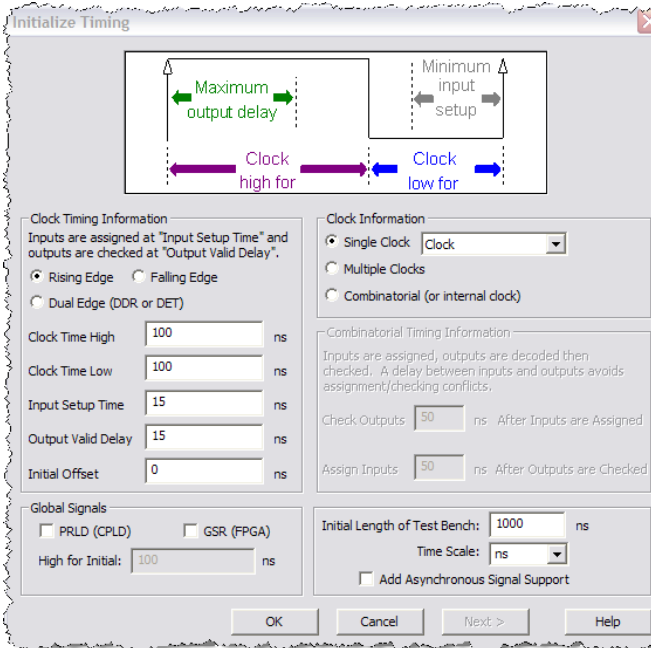 Initialize Timing
Maximum
output delay
Minimum
input
setup
Clock
high for
Clock
low for
Clock Timing Information
Inputs are assigned at "Input Setup Time" and
outputs are checked at "Output Valid Delay".
Rising Edge
Falling Edge
Dual Edge (DDR or DET)
Clock Time High 100 ns
Clock Time Low 100 ns
Input Setup Time 15 ns
Output Valid Delay 15 ns
Initial Offset 0 ns
Clock Information
Single Clock Clock
Multiple Clocks
Combinatorial (or internal clock)
Combinatorial Timing Information
Inputs are assigned, outputs are decoded then
checked. A delay between inputs and outputs avoids
assignment/checking conflicts.
Check Outputs 50 ns After Inputs are Assigned
Assign Inputs 50 ns After Outputs are Checked
Global Signals
PRLD (CPLD)
GSR (FPGA)
High for Initial: 100 ns
Initial Length of Test Bench: 1000 ns
Time Scale: ns
Add Asynchronous Signal Support
OK
Cancel
Next >
Help